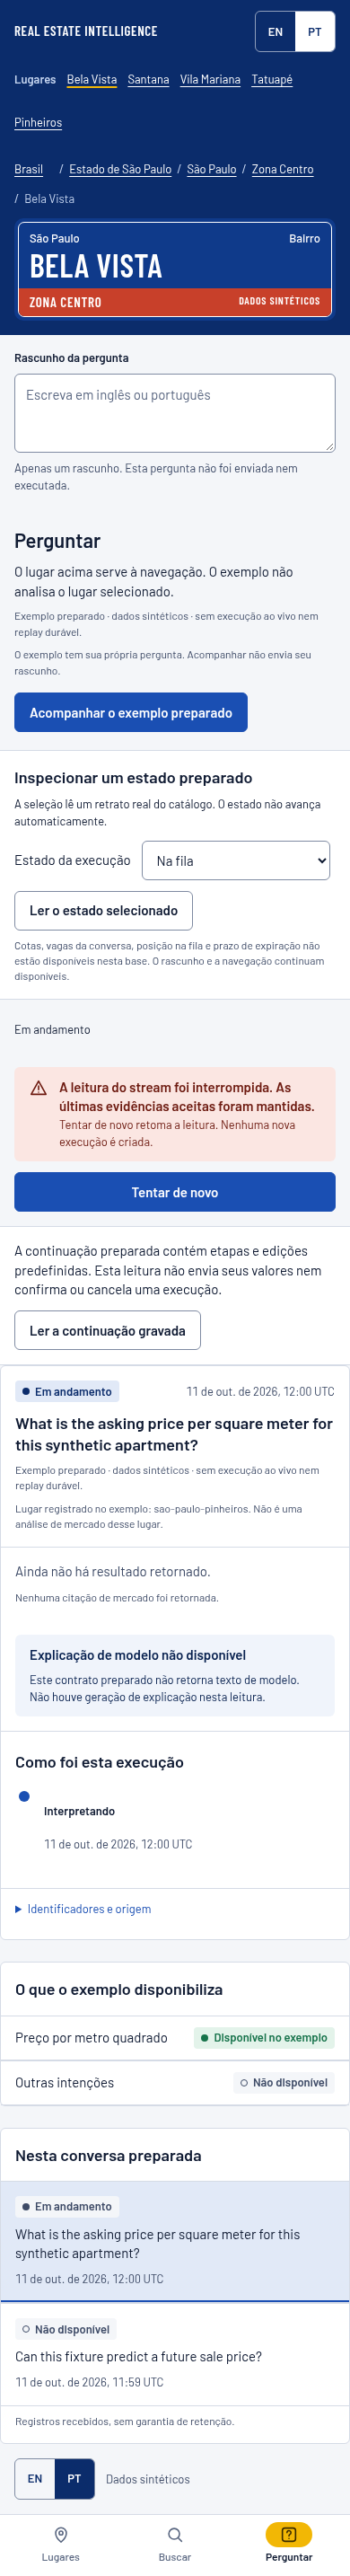 REAL ESTATE INTELLIGENCE
EN PT
Lugares Bela Vista Santana Vila Mariana Tatuapé
Pinheiros
Brasil / Estado de São Paulo / São Paulo / Zona Centro
/ Bela Vista
São Paulo Bairro
BELA VISTA
ZONA CENTRO DADOS SINTÉTICOS
Rascunho da pergunta
Escreva em inglês ou português
Apenas um rascunho. Esta pergunta não foi enviada nem
executada.
Perguntar
O lugar acima serve à navegação. O exemplo não
analisa o lugar selecionado.
Exemplo preparado · dados sintéticos · sem execução ao vivo nem
replay durável.
O exemplo tem sua própria pergunta. Acompanhar não envia seu
rascunho.
Acompanhar o exemplo preparado
Inspecionar um estado preparado
A seleção lê um retrato real do catálogo. O estado não avança
automaticamente.
Estado da execução Na fila
Ler o estado selecionado
Cotas, vagas da conversa, posição na fila e prazo de expiração não
estão disponíveis nesta base. O rascunho e a navegação continuam
disponíveis.
Em andamento
A leitura do stream foi interrompida. As
últimas evidências aceitas foram mantidas.
Tentar de novo retoma a leitura. Nenhuma nova
execução é criada.
Tentar de novo
A continuação preparada contém etapas e edições
predefinidas. Esta leitura não envia seus valores nem
confirma ou cancela uma execução.
Ler a continuação gravada
Em andamento 11 de out. de 2026, 12:00 UTC
What is the asking price per square meter for
this synthetic apartment?
Exemplo preparado · dados sintéticos · sem execução ao vivo nem
replay durável.
Lugar registrado no exemplo: sao-paulo-pinheiros. Não é uma
análise de mercado desse lugar.
Ainda não há resultado retornado.
Nenhuma citação de mercado foi retornada.
Explicação de modelo não disponível
Este contrato preparado não retorna texto de modelo.
Não houve geração de explicação nesta leitura.
Como foi esta execução
Interpretando
11 de out. de 2026, 12:00 UTC
Identificadores e origem
O que o exemplo disponibiliza
Preço por metro quadrado Disponível no exemplo
Outras intenções Não disponível
Nesta conversa preparada
Em andamento
What is the asking price per square meter for this
synthetic apartment?
11 de out. de 2026, 12:00 UTC
Não disponível
Can this fixture predict a future sale price?
11 de out. de 2026, 11:59 UTC
Registros recebidos, sem garantia de retenção.
EN PT Dados sintéticos
Lugares Buscar Perguntar